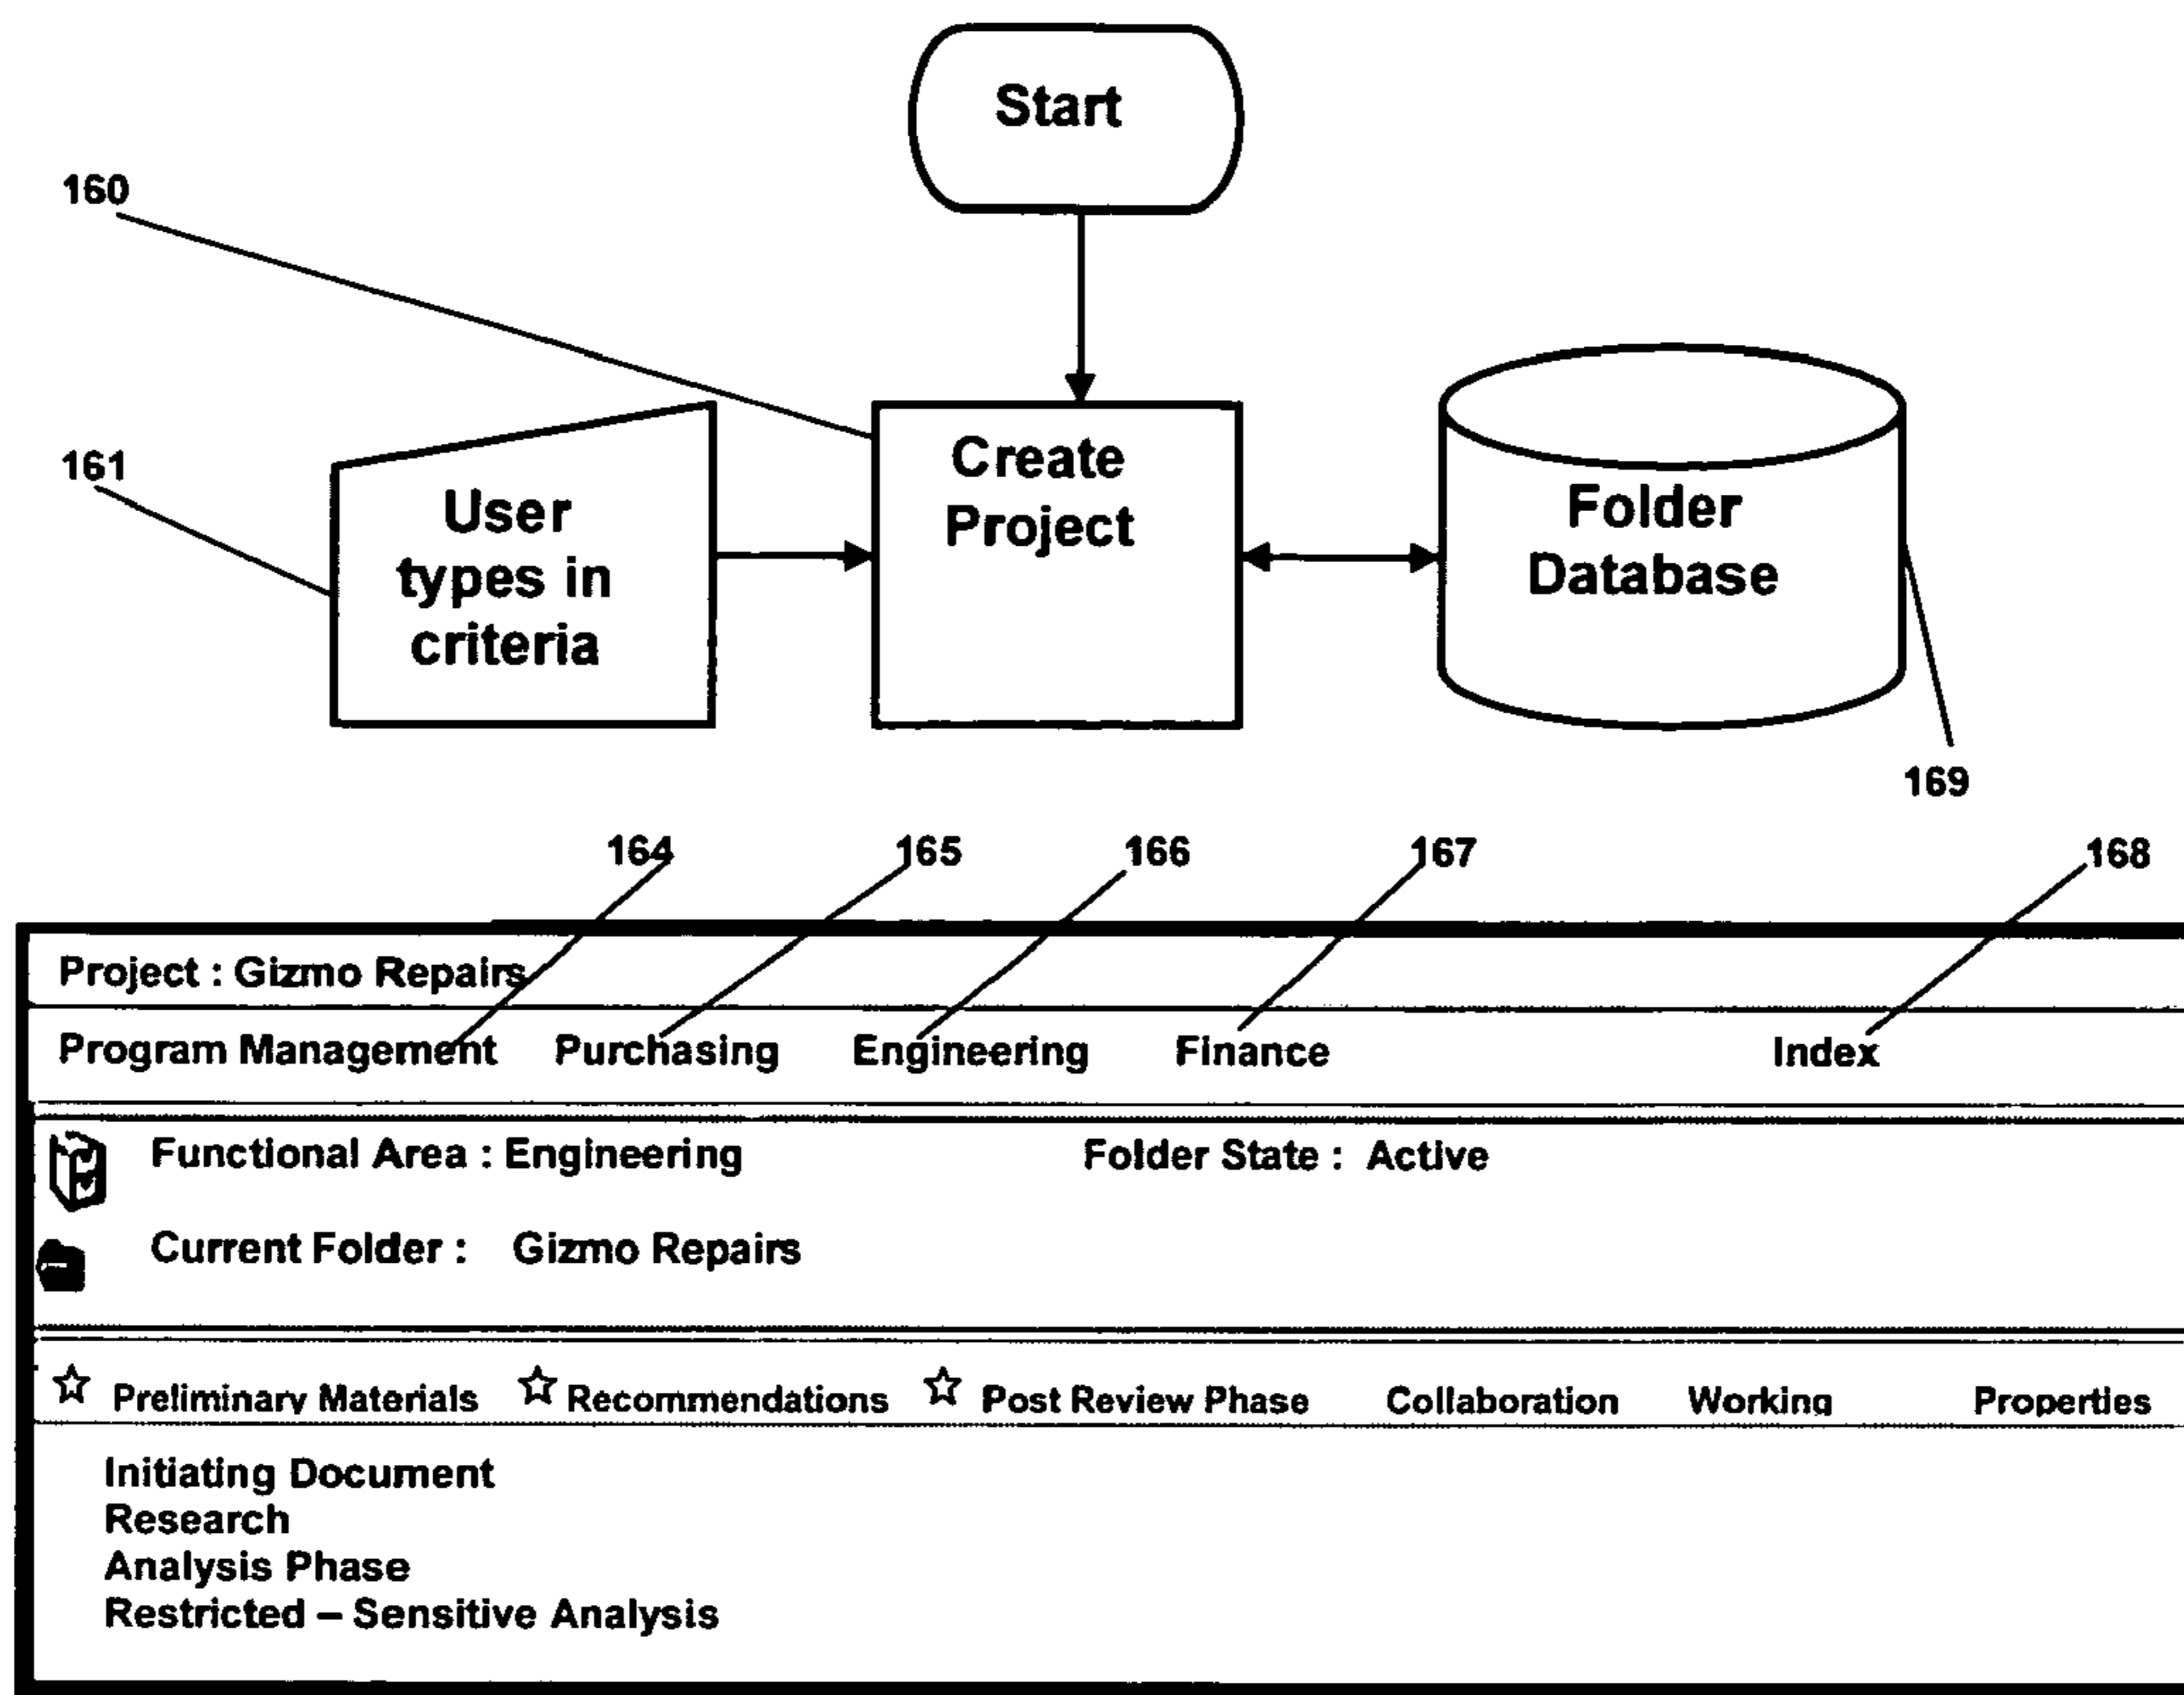 Start
160
Create
Project
161
User
types in
criteria
Folder
Database
169
164 165 166 167 168
Project : Gizmo Repairs
Program Management Purchasing Engineering Finance Index
Functional Area : Engineering Folder State : Active
Current Folder : Gizmo Repairs
Preliminary Materials Recommendations Post Review Phase Collaboration Working Properties
Initiating Document
Research
Analysis Phase
Restricted – Sensitive Analysis